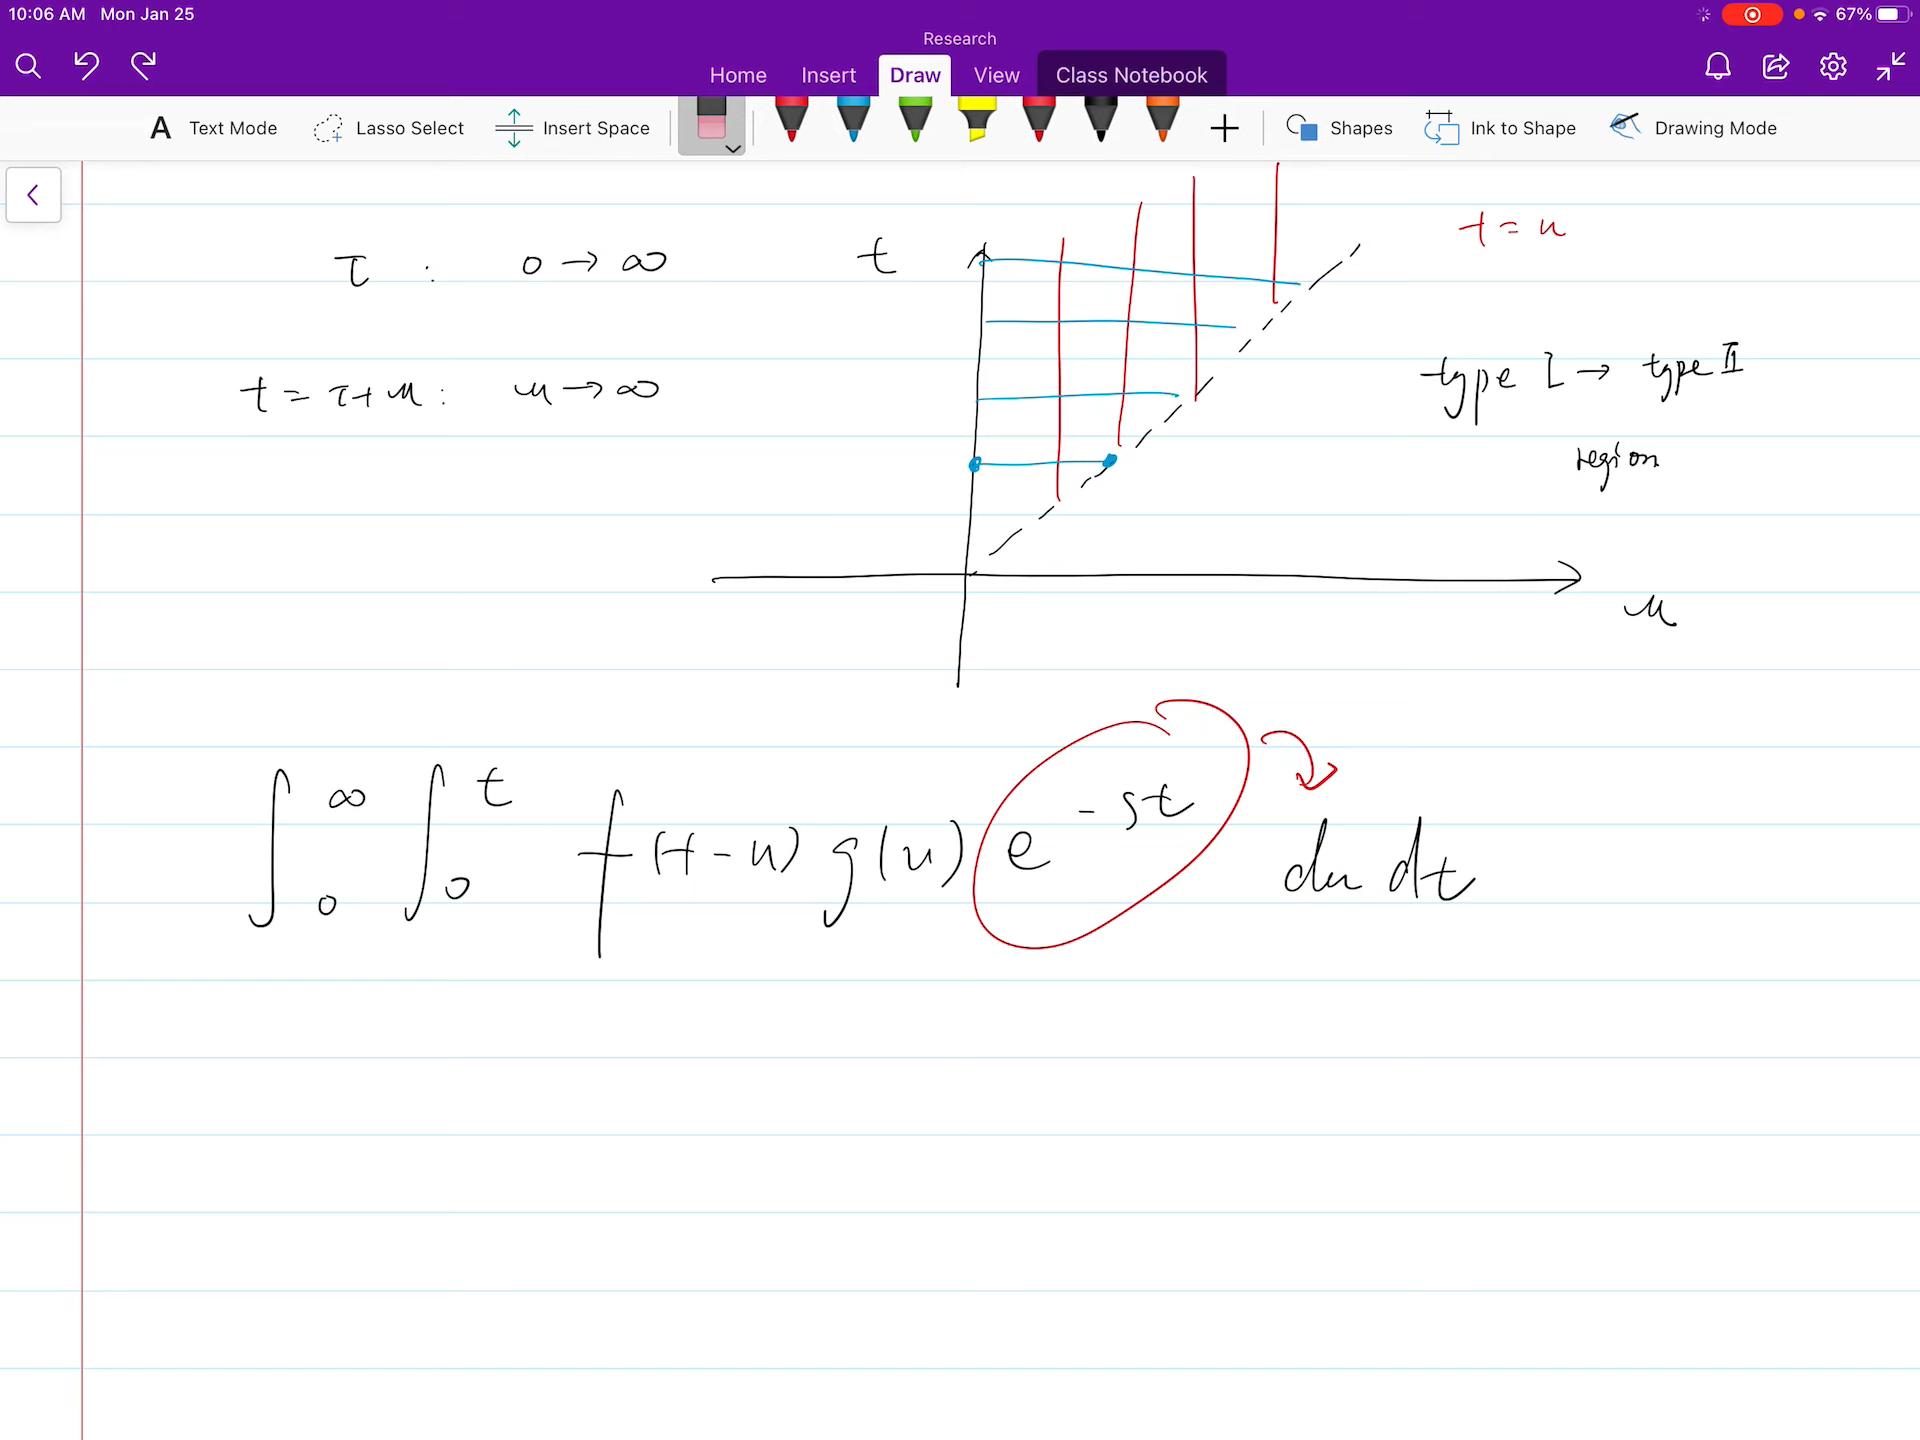 10:06 AM Mon Jan 25
67%
Research
Home Insert Draw View Class Notebook
A Text Mode Lasso Select Insert Space Shapes Ink to Shape Drawing Mode
t = u
τ : 0 → ∞
t
type I → type II
t = τ + u : u → ∞
region
u
∫₀^∞ ∫₀^t f(t-u) g(u) e^{-st} du dt